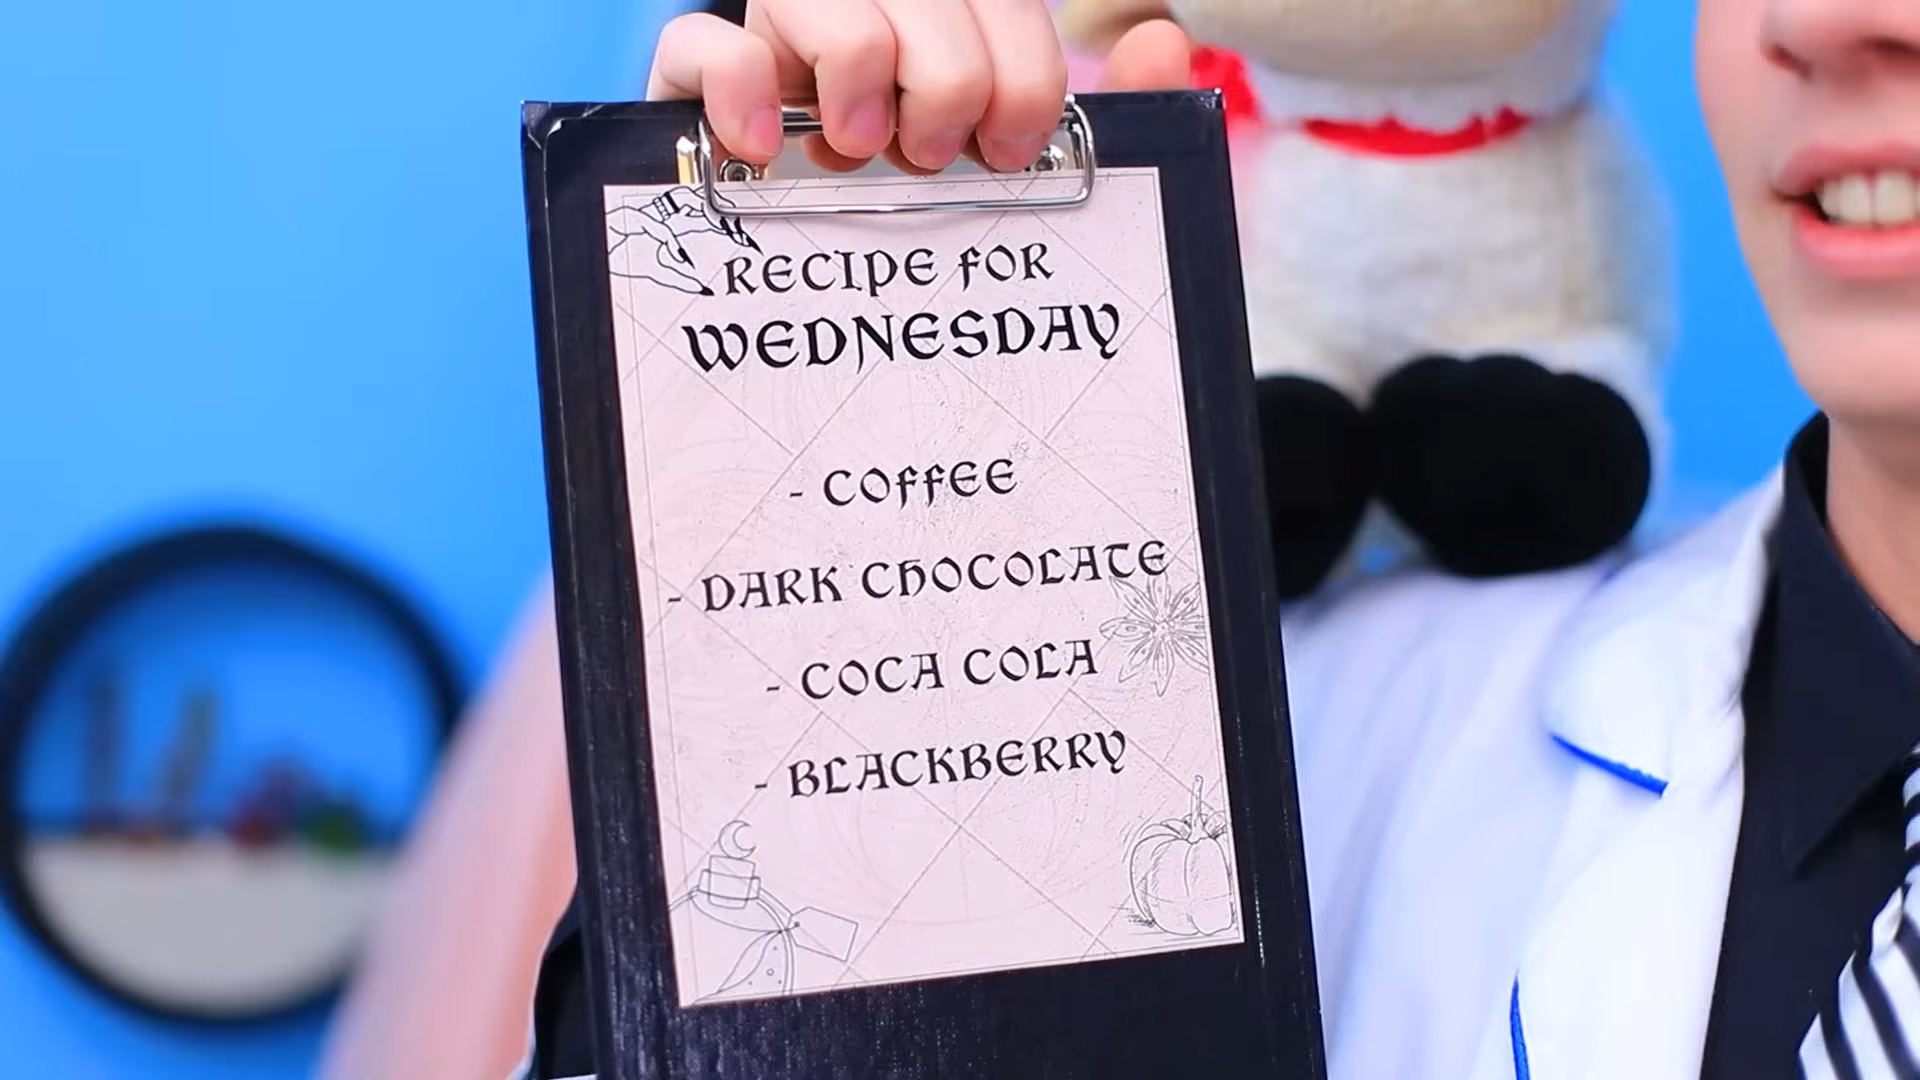 RECIPE FOR
WEDNESDAY
- COFFEE
- DARK CHOCOLATE
- COCA COLA
- BLACKBERRY